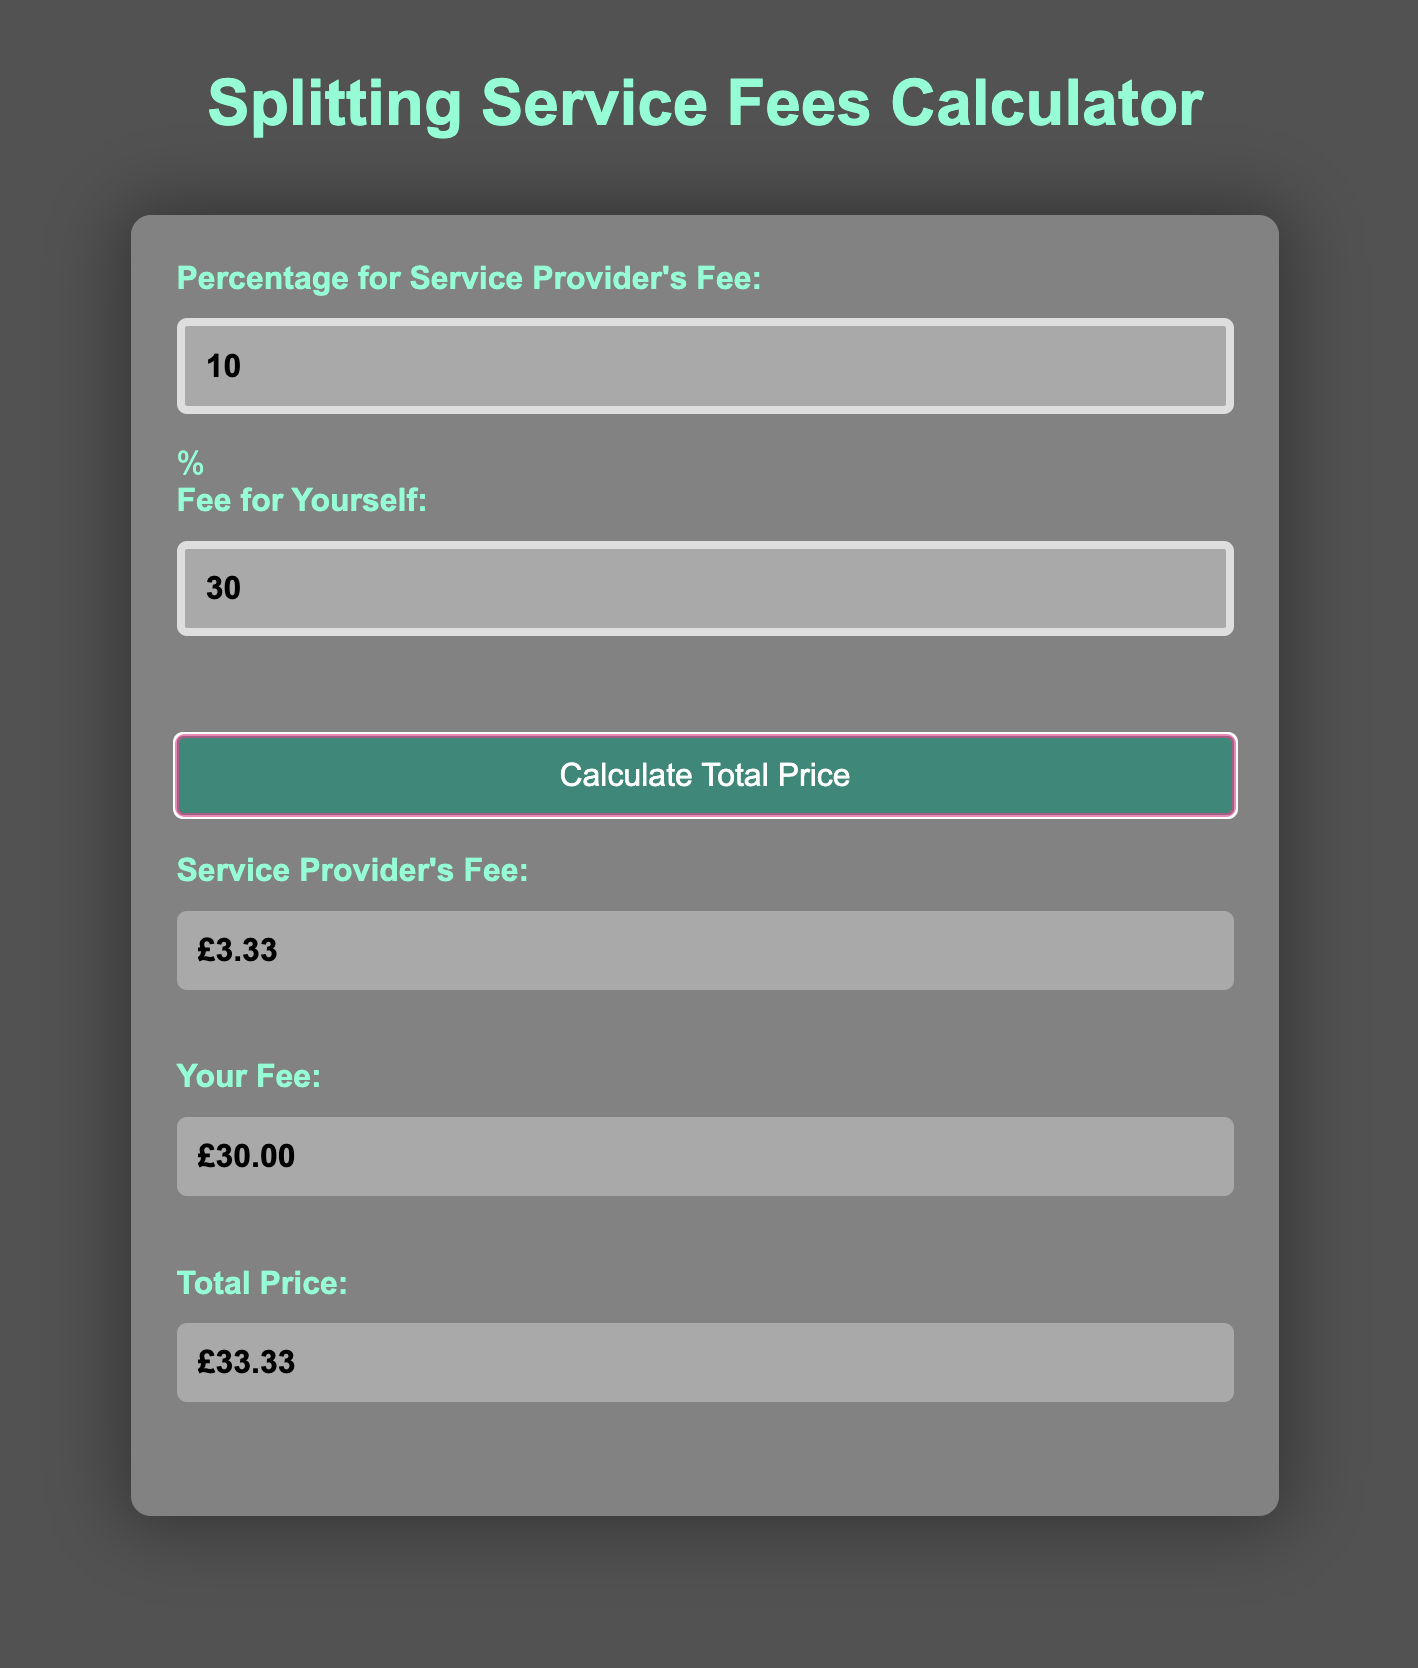 Splitting Service Fees Calculator
Percentage for Service Provider's Fee:
10
%
Fee for Yourself:
30
Calculate Total Price
Service Provider's Fee:
£3.33
Your Fee:
£30.00
Total Price:
£33.33